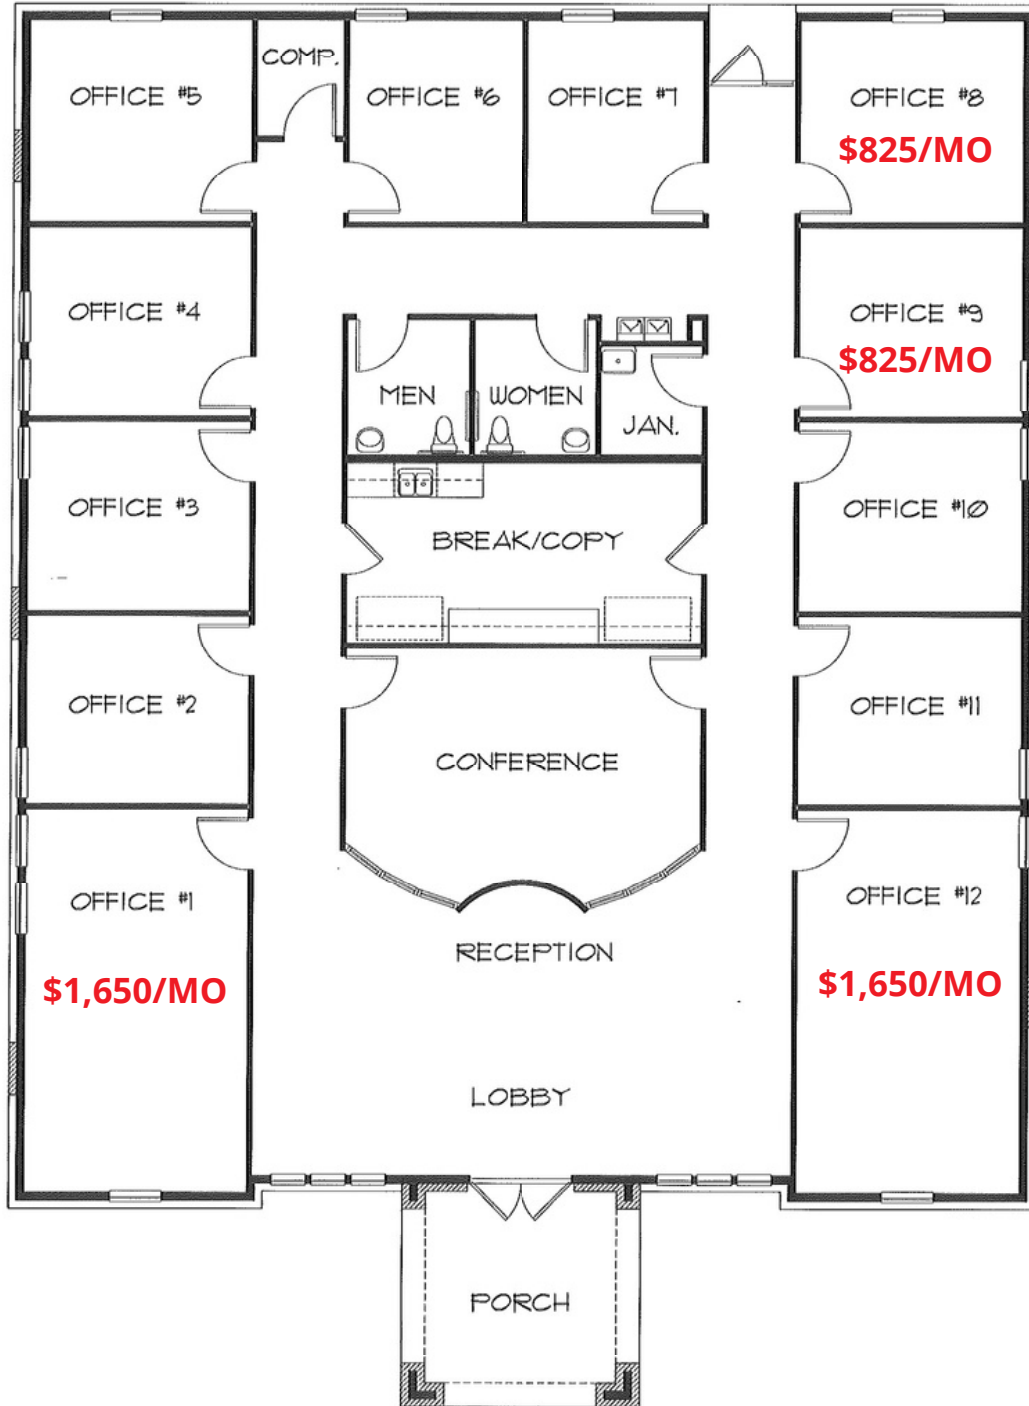 COMP.
OFFICE #5
OFFICE #6
OFFICE #7
OFFICE #8
$825/MO
OFFICE #4
OFFICE #9
$825/MO
MEN
WOMEN
JAN.
OFFICE #3
OFFICE #10
BREAK/COPY
OFFICE #2
OFFICE #11
CONFERENCE
OFFICE #1
OFFICE #12
RECEPTION
$1,650/MO
$1,650/MO
LOBBY
PORCH